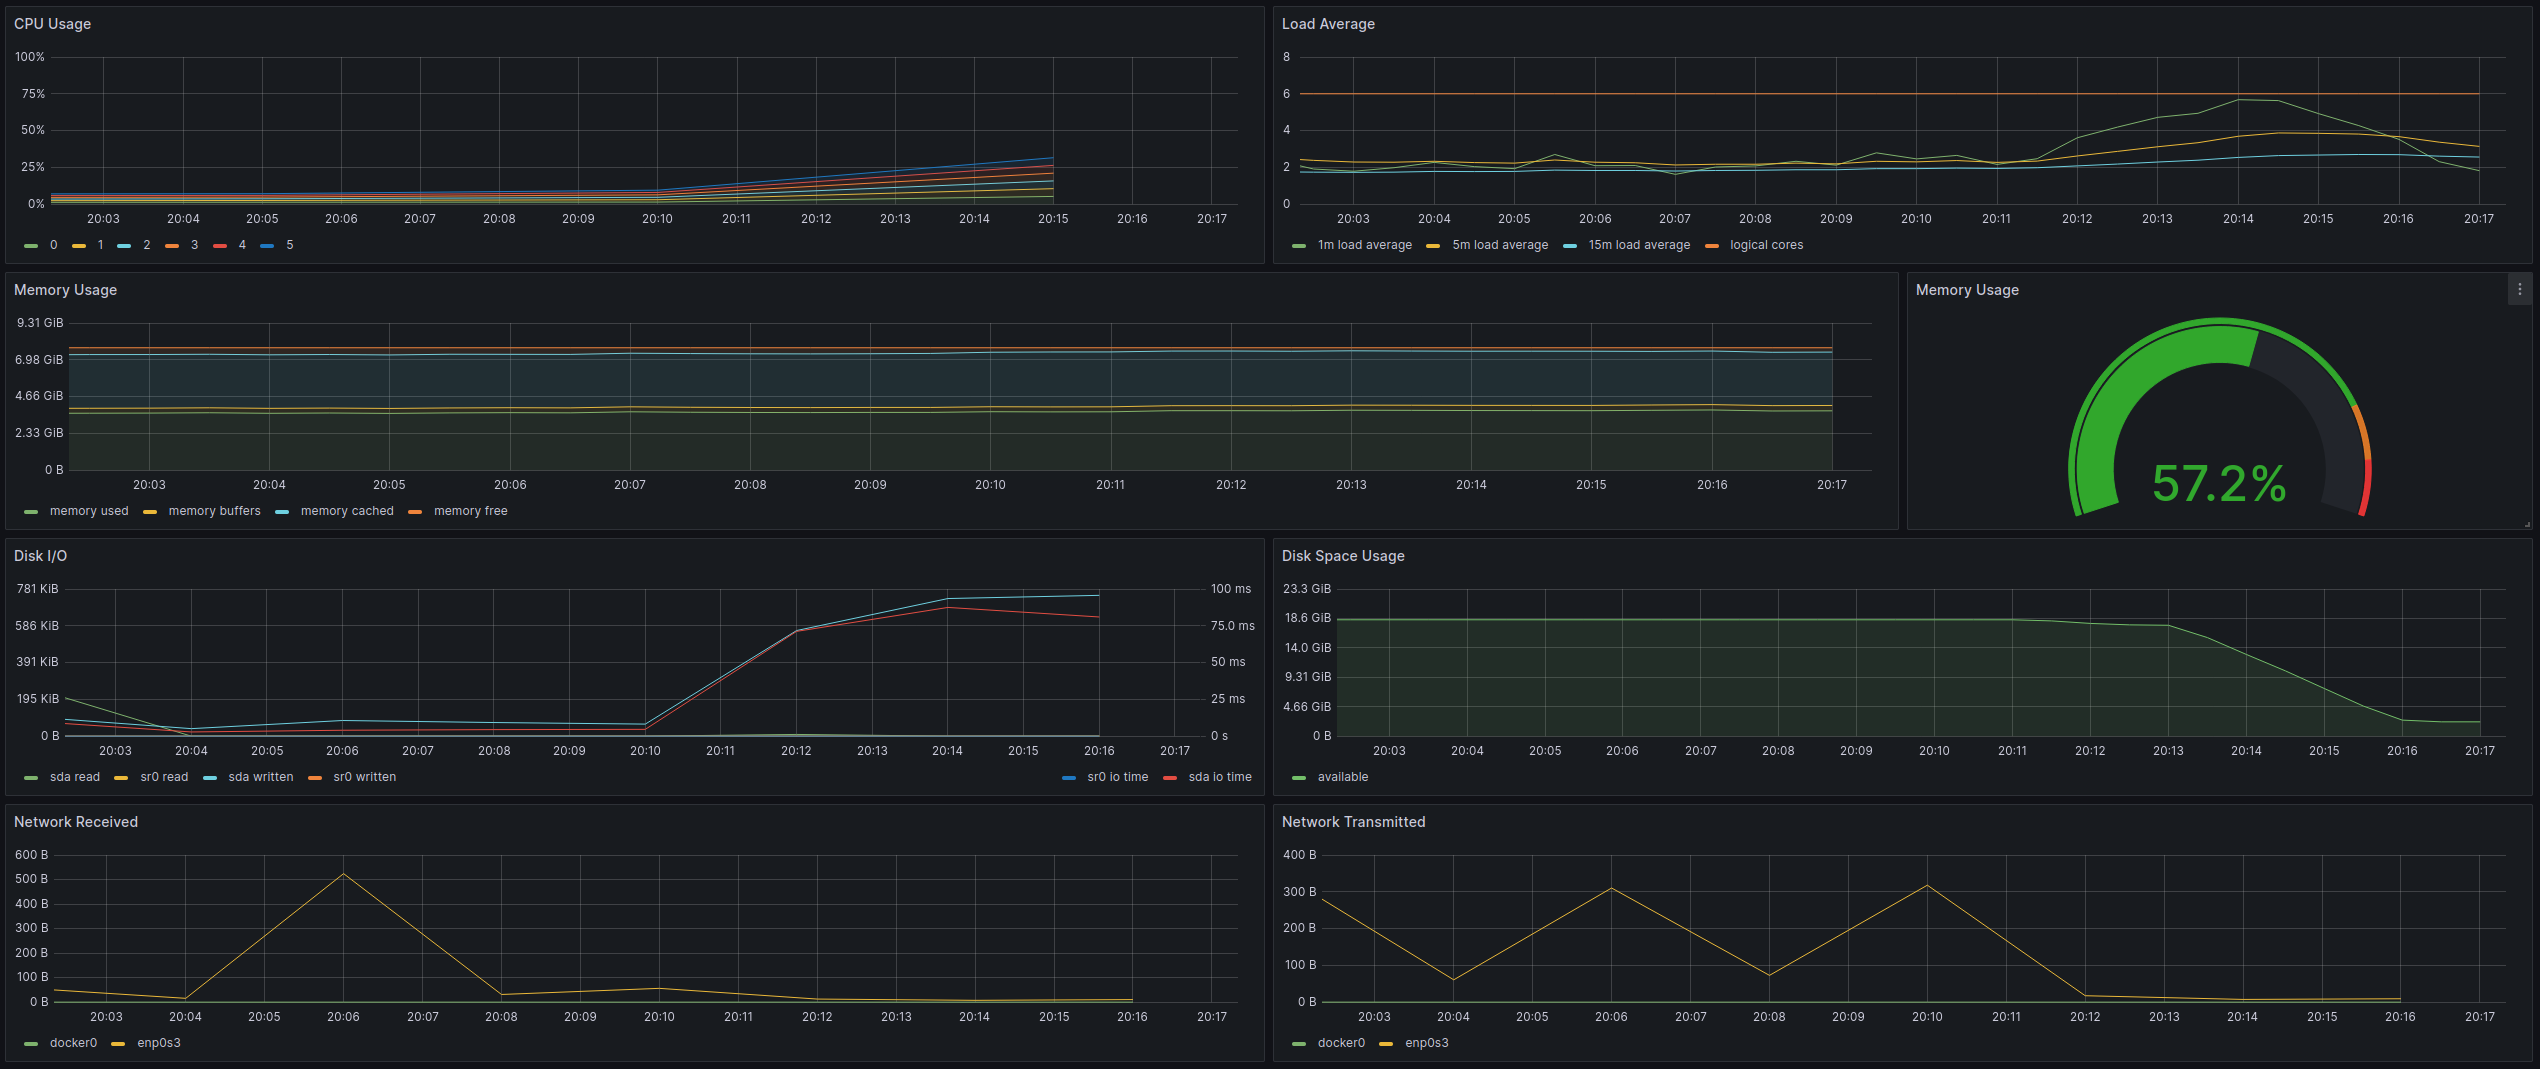 CPU Usage
100%
75%
50%
25%
0%
20:03 20:04 20:05 20:06 20:07 20:08 20:09 20:10 20:11 20:12 20:13 20:14 20:15 20:16 20:17
0 1 2 3 4 5
Load Average
8
6
4
2
0
20:03 20:04 20:05 20:06 20:07 20:08 20:09 20:10 20:11 20:12 20:13 20:14 20:15 20:16 20:17
1m load average 5m load average 15m load average logical cores
Memory Usage
9.31 GiB
6.98 GiB
4.66 GiB
2.33 GiB
0 B
20:03 20:04 20:05 20:06 20:07 20:08 20:09 20:10 20:11 20:12 20:13 20:14 20:15 20:16 20:17
memory used memory buffers memory cached memory free
Memory Usage
57.2%
Disk I/O
781 KiB 100 ms
586 KiB 75.0 ms
391 KiB 50 ms
195 KiB 25 ms
0 B 0 s
20:03 20:04 20:05 20:06 20:07 20:08 20:09 20:10 20:11 20:12 20:13 20:14 20:15 20:16 20:17
sda read sr0 read sda written sr0 written sr0 io time sda io time
Disk Space Usage
23.3 GiB
18.6 GiB
14.0 GiB
9.31 GiB
4.66 GiB
0 B
20:03 20:04 20:05 20:06 20:07 20:08 20:09 20:10 20:11 20:12 20:13 20:14 20:15 20:16 20:17
available
Network Received
600 B
500 B
400 B
300 B
200 B
100 B
0 B
20:03 20:04 20:05 20:06 20:07 20:08 20:09 20:10 20:11 20:12 20:13 20:14 20:15 20:16 20:17
docker0 enp0s3
Network Transmitted
400 B
300 B
200 B
100 B
0 B
20:03 20:04 20:05 20:06 20:07 20:08 20:09 20:10 20:11 20:12 20:13 20:14 20:15 20:16 20:17
docker0 enp0s3